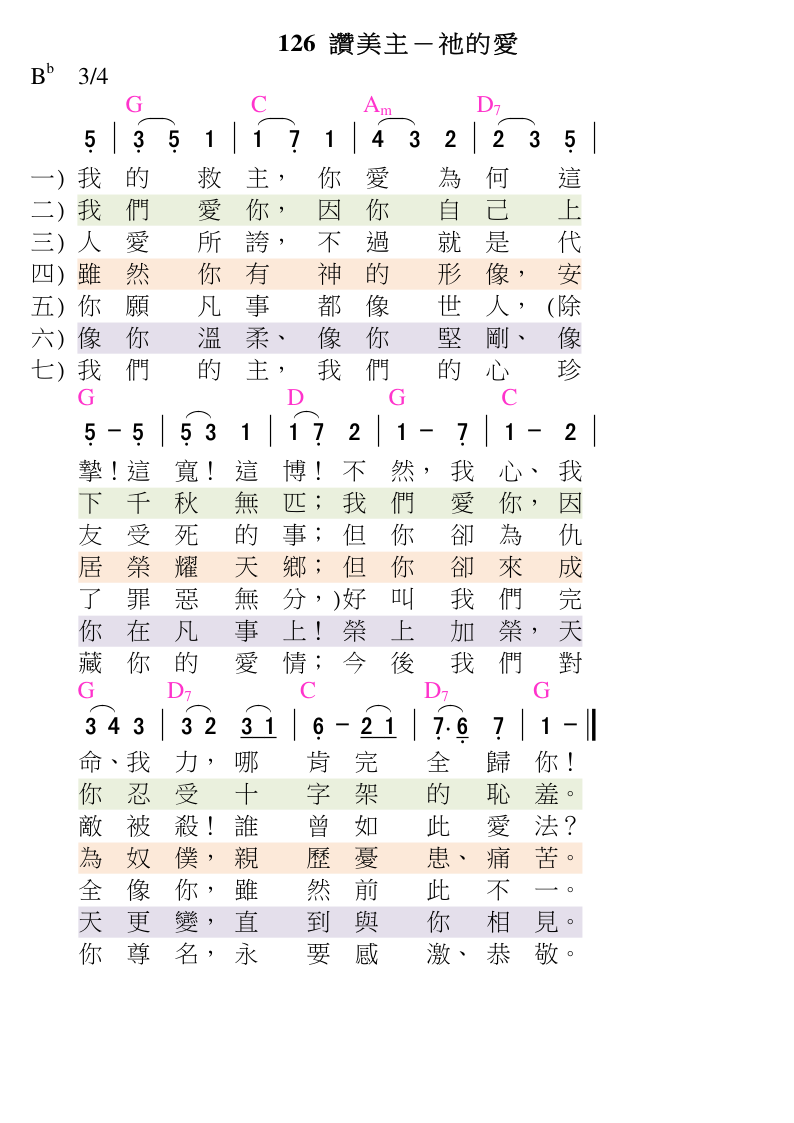 126 讚美主－祂的愛
B♭ 3/4
G C Am D7
5 | 3 5 1 | 1 7 1 | 4 3 2 | 2 3 5 |
一) 我 的 救 主， 你 愛 為 何 這
二) 我 們 愛 你， 因 你 自 己 上
三) 人 愛 所 誇， 不 過 就 是 代
四) 雖 然 你 有 神 的 形 像， 安
五) 你 願 凡 事 都 像 世 人， (除
六) 像 你 溫 柔、 像 你 堅 剛、 像
七) 我 們 的 主， 我 們 的 心 珍
G D G C
5 – 5 | 5 3 1 | 1 7 2 | 1 – 7 | 1 – 2 |
摯！ 這 寬！ 這 博！ 不 然， 我 心、 我
下 千 秋 無 匹； 我 們 愛 你， 因
友 受 死 的 事； 但 你 卻 為 仇
居 榮 耀 天 鄉； 但 你 卻 來 成
了 罪 惡 無 分，) 好 叫 我 們 完
你 在 凡 事 上！ 榮 上 加 榮， 天
藏 你 的 愛 情； 今 後 我 們 對
G D7 C D7 G
3 4 3 | 3 2 3 1 | 6 – 2 1 | 7· 6 7 | 1 – ‖
命、 我 力， 哪 肯 完 全 歸 你！
你 忍 受 十 字 架 的 恥 羞。
敵 被 殺！ 誰 曾 如 此 愛 法？
為 奴 僕， 親 歷 憂 患、 痛 苦。
全 像 你， 雖 然 前 此 不 一。
天 更 變， 直 到 與 你 相 見。
你 尊 名， 永 要 感 激、 恭 敬。